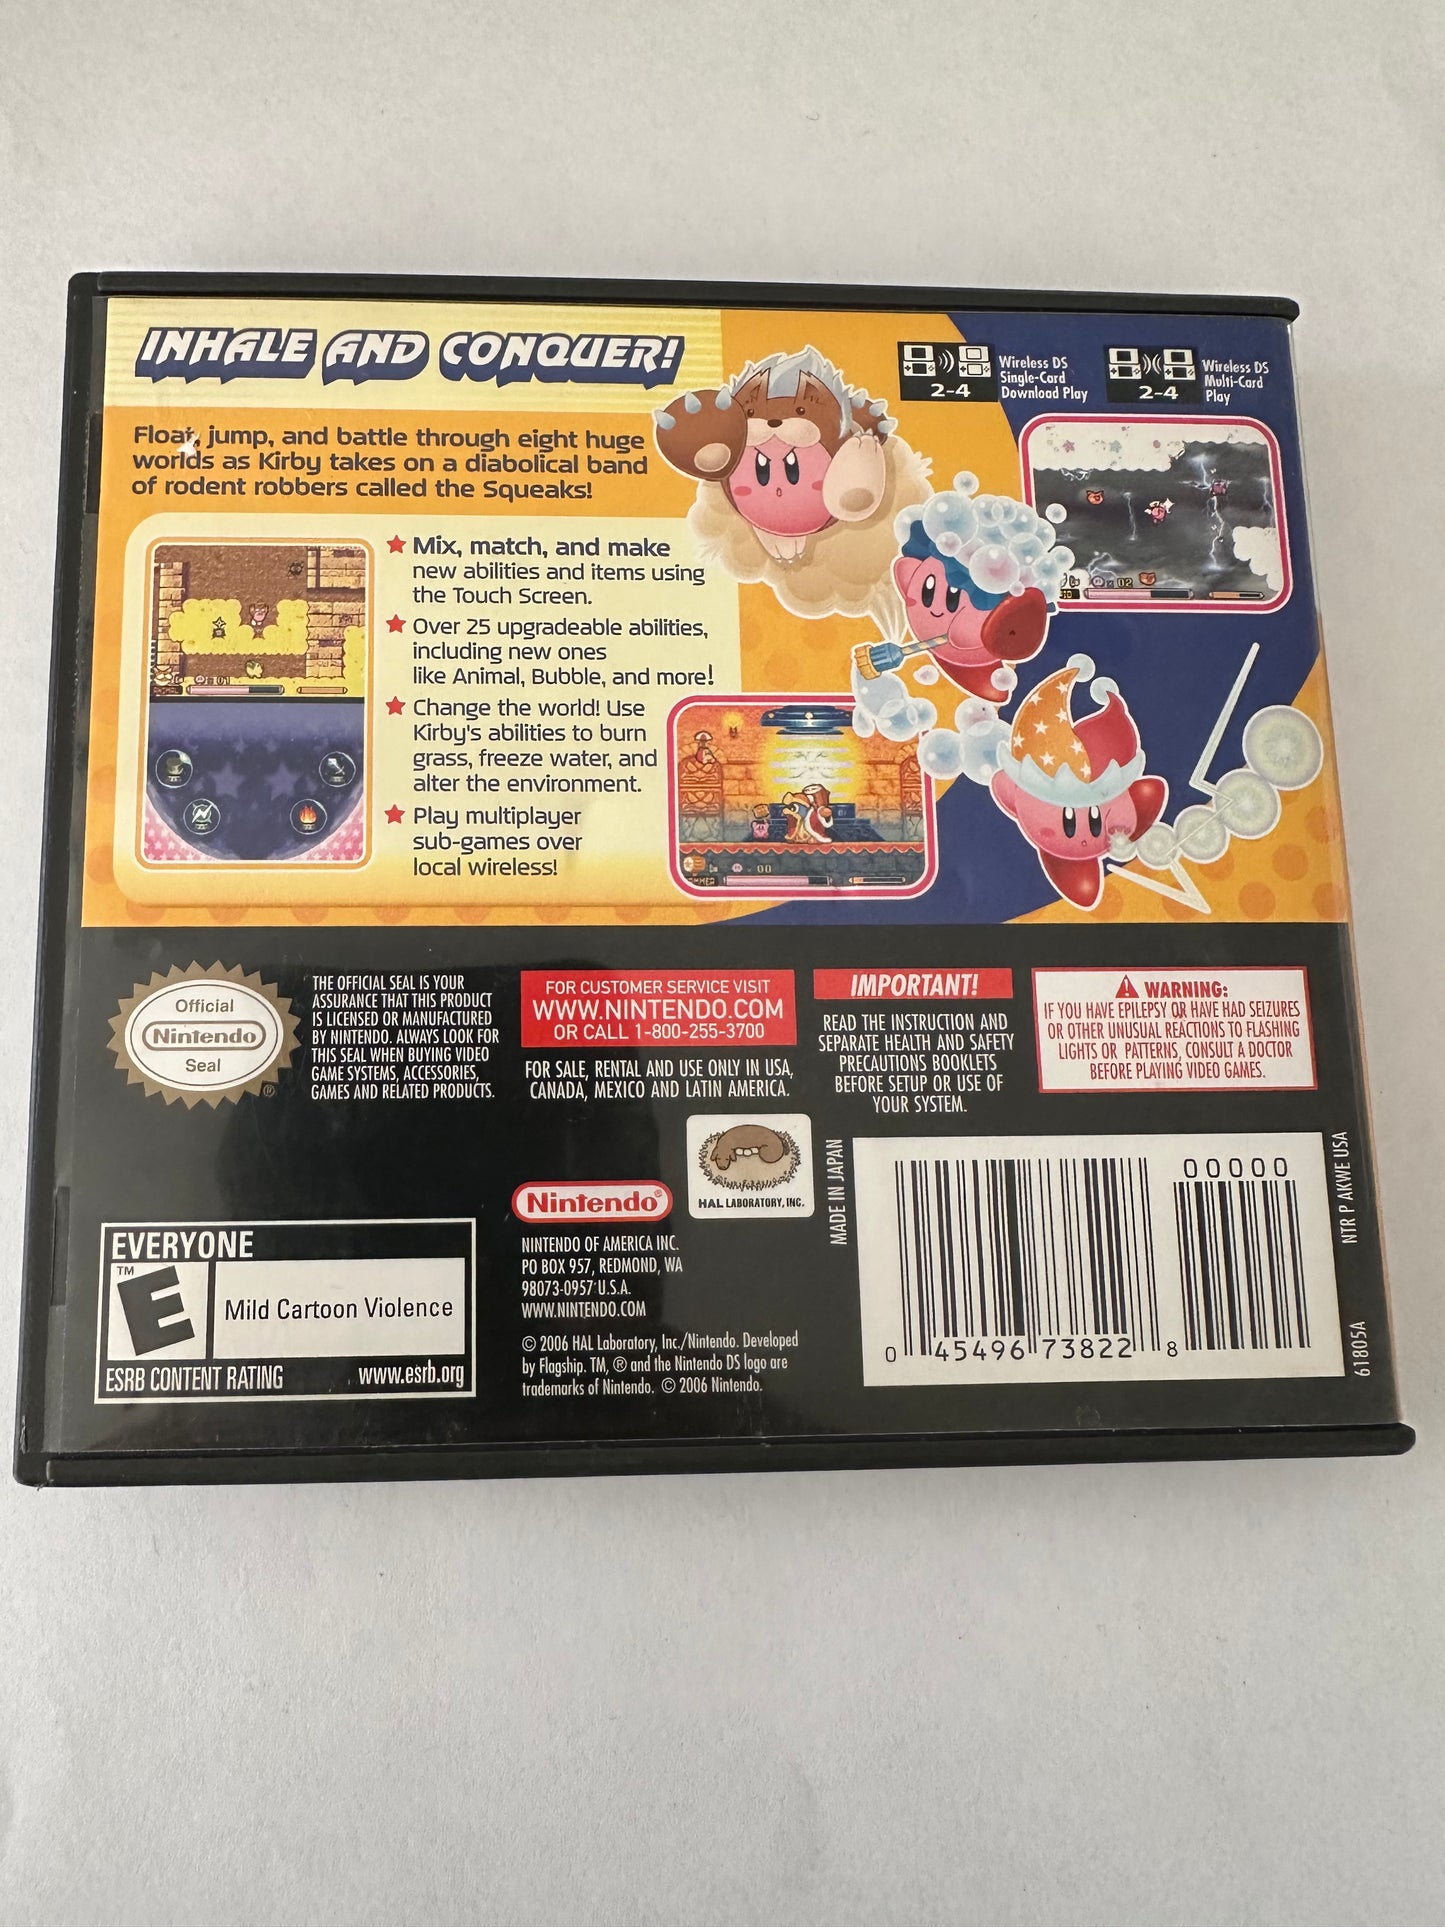 INHALE AND CONQUER!
Float, jump, and battle through eight huge
worlds as Kirby takes on a diabolical band
of rodent robbers called the Squeaks!
Mix, match, and make
new abilities and items using
the Touch Screen.
Over 25 upgradeable abilities,
including new ones
like Animal, Bubble, and more!
Change the world! Use
Kirby's abilities to burn
grass, freeze water, and
alter the environment.
Play multiplayer
sub-games over
local wireless!
2-4
Wireless DS
Single-Card
Download Play
2-4
Wireless DS
Multi-Card
Play
02
00
Official
Nintendo
Seal
THE OFFICIAL SEAL IS YOUR
ASSURANCE THAT THIS PRODUCT
IS LICENSED OR MANUFACTURED
BY NINTENDO. ALWAYS LOOK FOR
THIS SEAL WHEN BUYING VIDEO
GAME SYSTEMS, ACCESSORIES,
GAMES AND RELATED PRODUCTS.
FOR CUSTOMER SERVICE VISIT
WWW.NINTENDO.COM
OR CALL 1-800-255-3700
FOR SALE, RENTAL AND USE ONLY IN USA,
CANADA, MEXICO AND LATIN AMERICA.
IMPORTANT!
READ THE INSTRUCTION AND
SEPARATE HEALTH AND SAFETY
PRECAUTIONS BOOKLETS
BEFORE SETUP OR USE OF
YOUR SYSTEM.
WARNING:
IF YOU HAVE EPILEPSY OR HAVE HAD SEIZURES
OR OTHER UNUSUAL REACTIONS TO FLASHING
LIGHTS OR PATTERNS, CONSULT A DOCTOR
BEFORE PLAYING VIDEO GAMES.
EVERYONE
TM
E
Mild Cartoon Violence
ESRB CONTENT RATING www.esrb.org
Nintendo®
HAL LABORATORY, INC.
NINTENDO OF AMERICA INC.
PO BOX 957, REDMOND, WA
98073-0957 U.S.A.
WWW.NINTENDO.COM
© 2006 HAL Laboratory, Inc./Nintendo. Developed
by Flagship. TM, ® and the Nintendo DS logo are
trademarks of Nintendo. © 2006 Nintendo.
MADE IN JAPAN
00000
0 45496 73822 8
NTR P AKWE USA
61805A